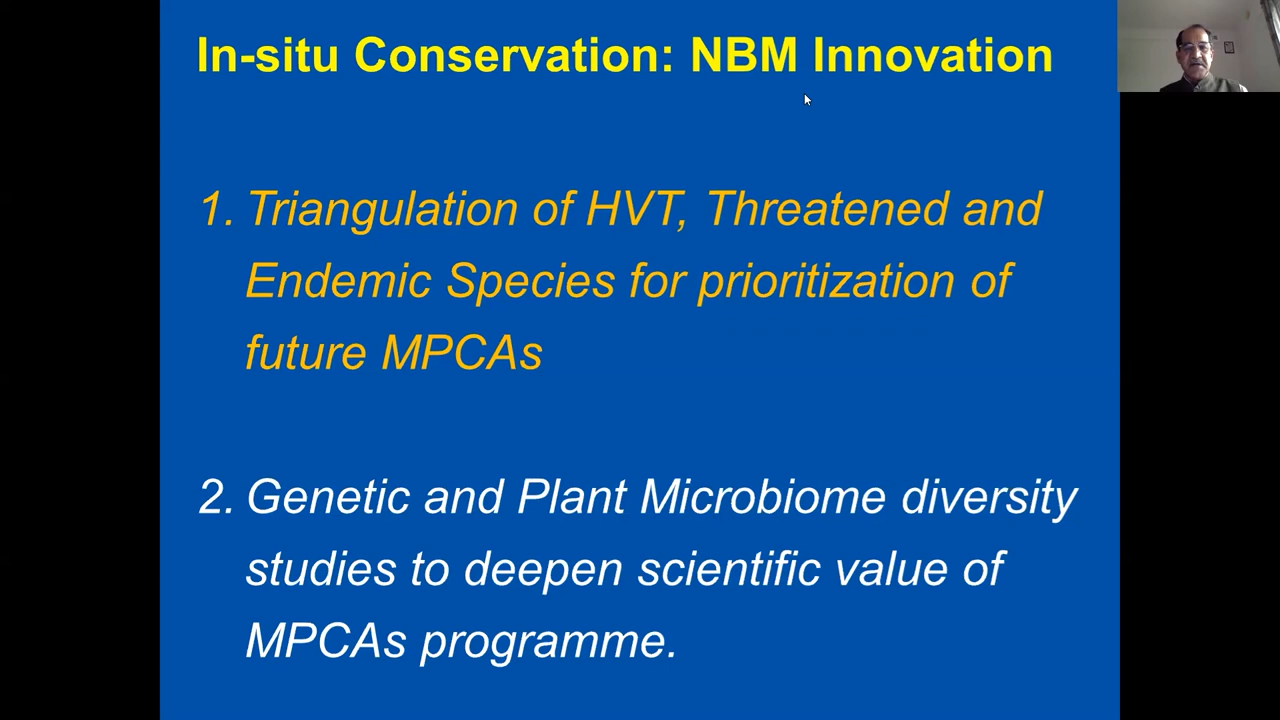 In-situ Conservation: NBM Innovation
1. Triangulation of HVT, Threatened and
Endemic Species for prioritization of
future MPCAs
2. Genetic and Plant Microbiome diversity
studies to deepen scientific value of
MPCAs programme.